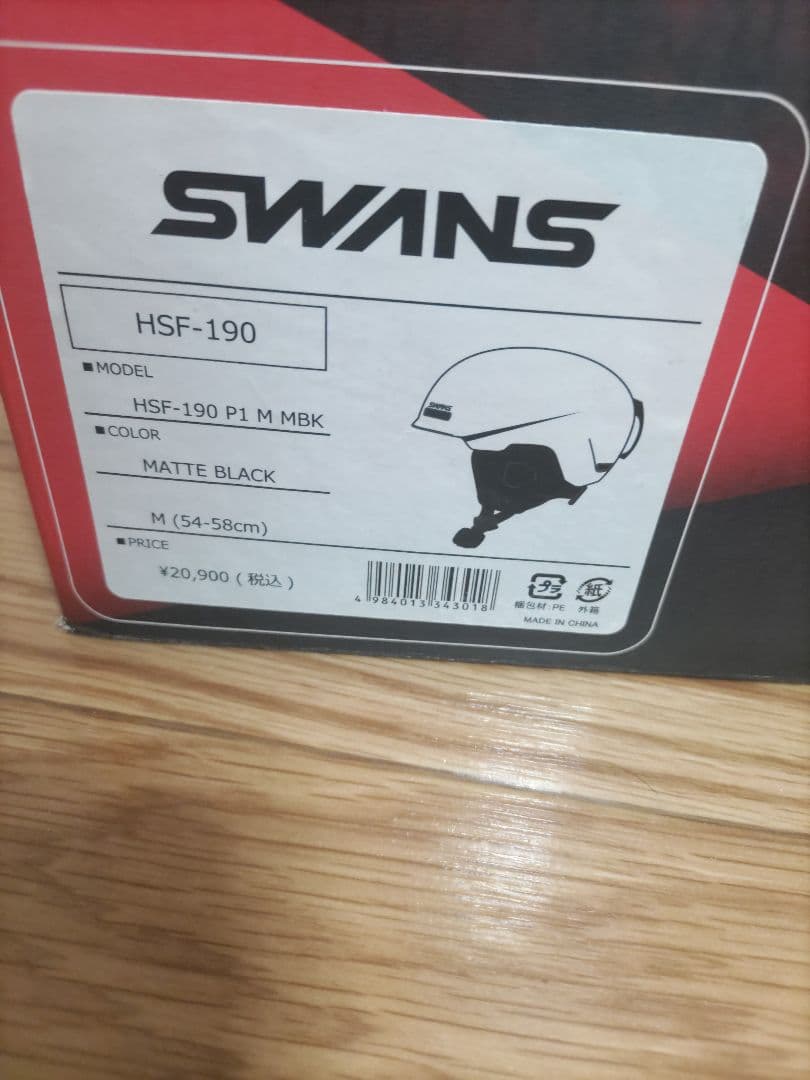 SWANS
HSF-190
■MODEL
HSF-190 P1 M MBK
■COLOR
MATTE BLACK
M (54-58cm)
■PRICE
¥20,900 (税込)
SWANS
4 984013 343018
プラ
紙
梱包材:PE
外箱
MADE IN CHINA